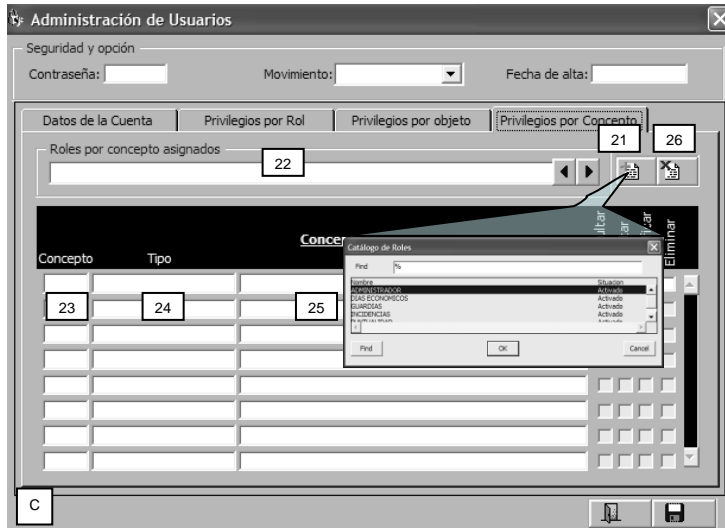 Administración de Usuarios
Seguridad y opción
Contraseña:
Movimiento:
Fecha de alta:
Datos de la Cuenta
Privilegios por Rol
Privilegios por objeto
Privilegios por Concepto
21
26
Roles por concepto asignados
22
Concepto
Tipo
Eliminar
Catálogo de Roles
Find
%
Nombre
Situacion
ADMINISTRADOR
Activado
DIAS ECONOMICOS
Activado
GUARDIAS
Activado
INCIDENCIAS
Activado
Activado
Find
OK
Cancel
23
24
25
C